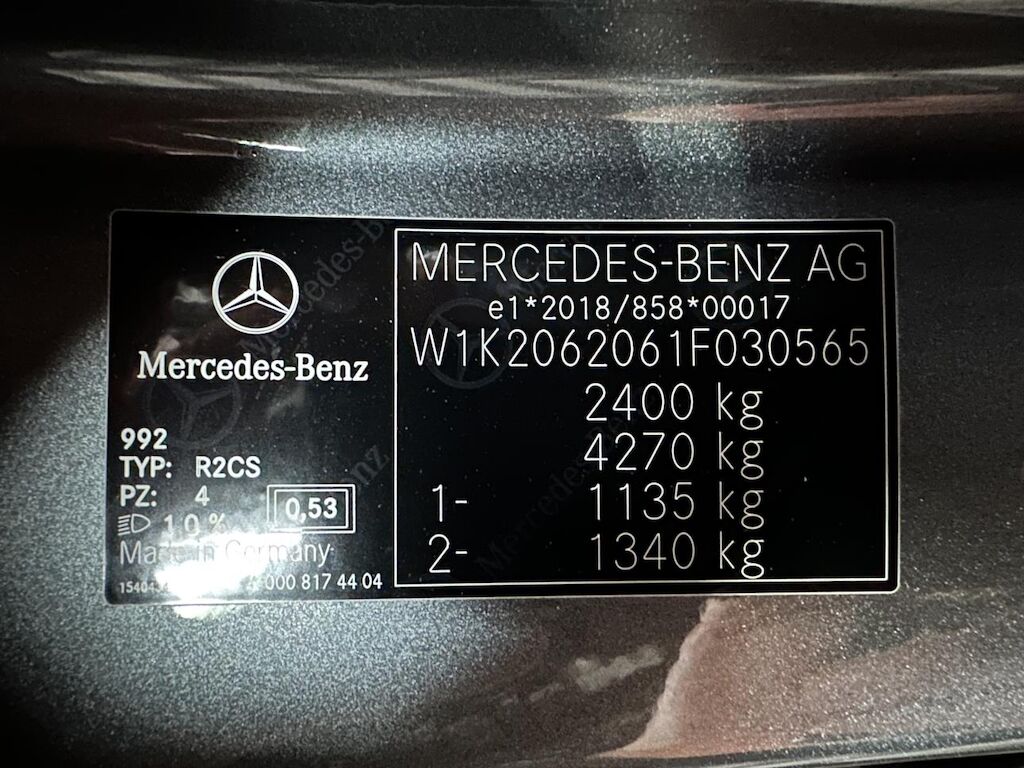 Mercedes-Benz
992
TYP: R2CS
PZ: 4
10%
0,53
Made in Germany
000 817 44 04
MERCEDES-BENZ AG
e1*2018/858*00017
W1K2062061F030565
2400 kg
4270 kg
1- 1135 kg
2- 1340 kg